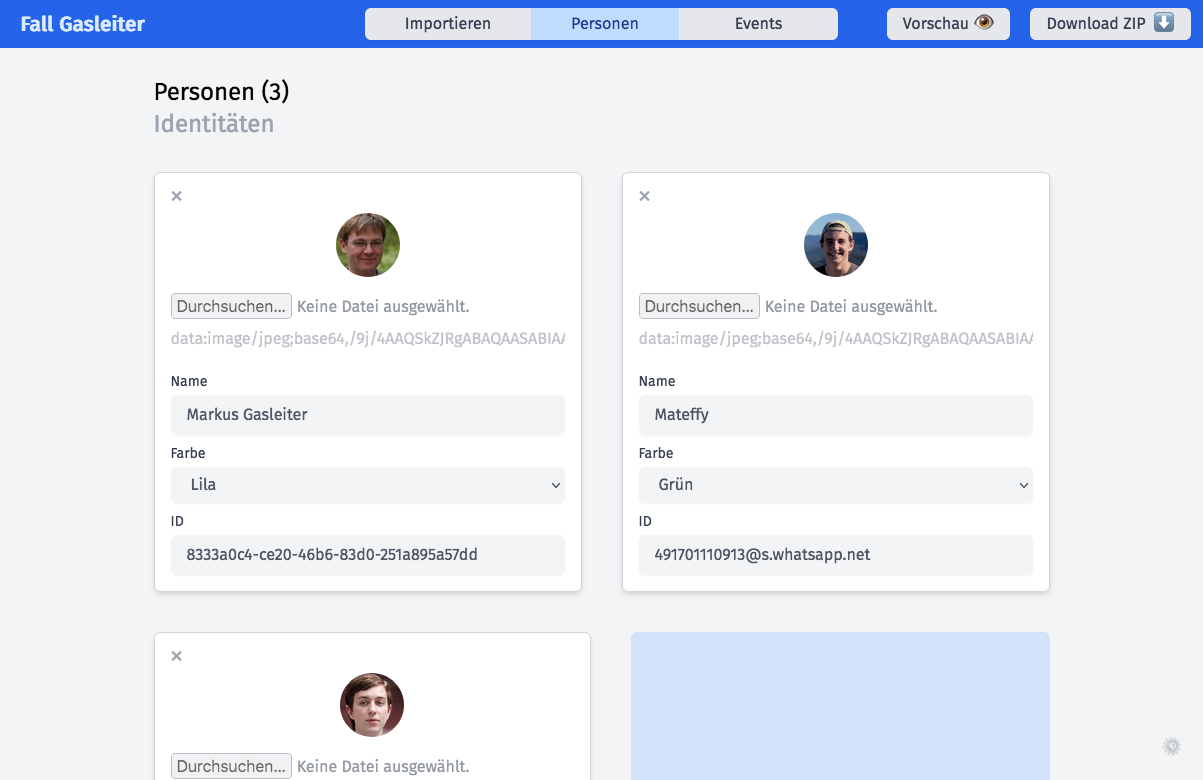 Fall Gasleiter
Importieren
Personen
Events
Vorschau
Download ZIP
Personen (3)
Identitäten
×
Durchsuchen... Keine Datei ausgewählt.
data:image/jpeg;base64,/9j/4AAQSkZJRgABAQAASABIAA
Name
Markus Gasleiter
Farbe
Lila
ID
8333a0c4-ce20-46b6-83d0-251a895a57dd
×
Durchsuchen... Keine Datei ausgewählt.
data:image/jpeg;base64,/9j/4AAQSkZJRgABAQAASABIAA
Name
Mateffy
Farbe
Grün
ID
491701110913@s.whatsapp.net
×
Durchsuchen... Keine Datei ausgewählt.